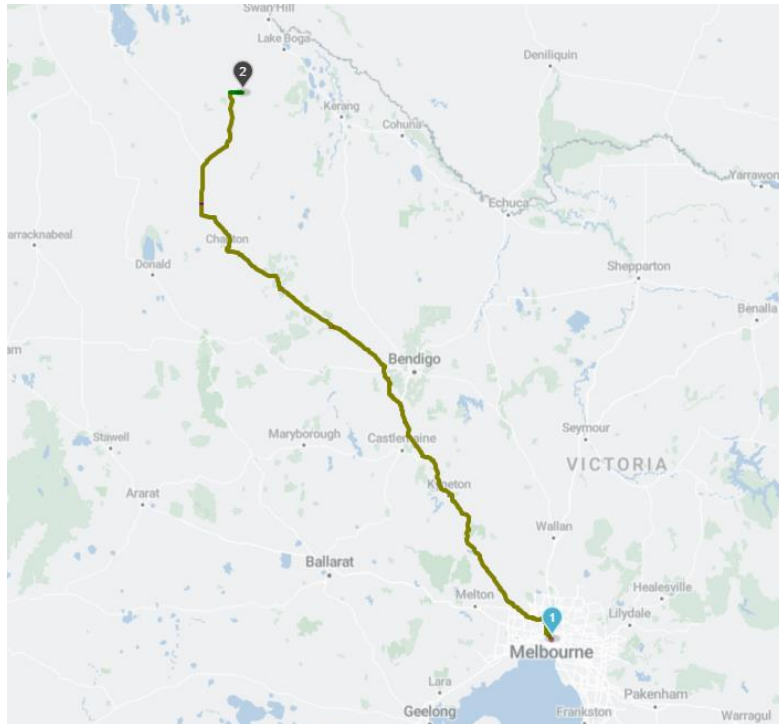 Swan Hill
Lake Boga
Deniliquin
2
Kerang
Cohuna
Yarrawon
Echuca
arracknabeal
Charlton
Donald
Shepparton
Benalla
am
Bendigo
Stawell
Maryborough
Castlemaine
Seymour
VICTORIA
Ararat
Kyneton
Wallan
Ballarat
Melton
Healesville
1
Lilydale
Melbourne
Lara
Pakenham
Geelong
Frankston
Warragul